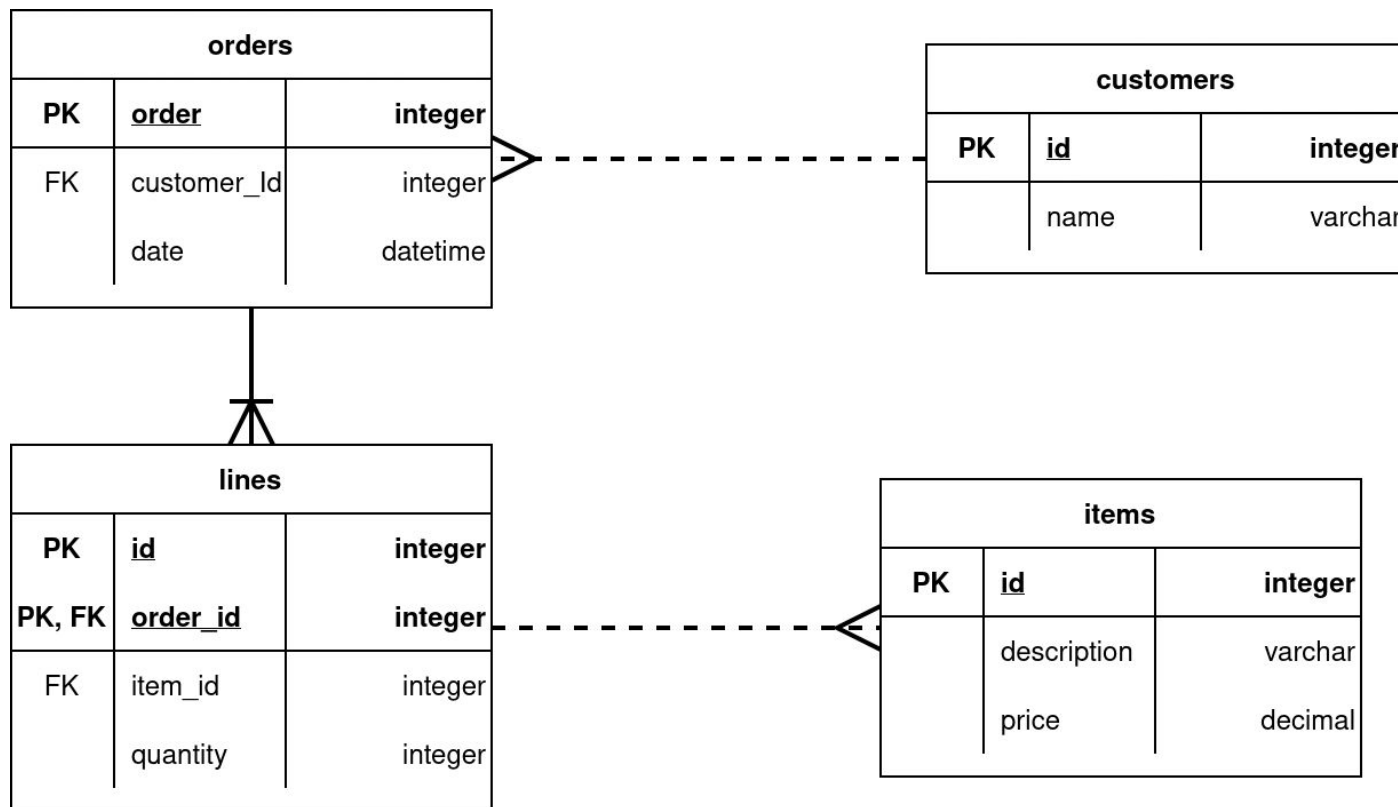 orders
PK order integer
FK customer_Id integer
date datetime
customers
PK id integer
name varchar
lines
PK id integer
PK, FK order_id integer
FK item_id integer
quantity integer
items
PK id integer
description varchar
price decimal